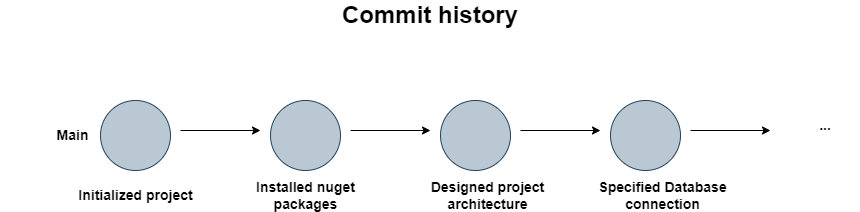 Commit history
Main
Initialized project
Installed nuget
packages
Designed project
architecture
Specified Database
connection
...